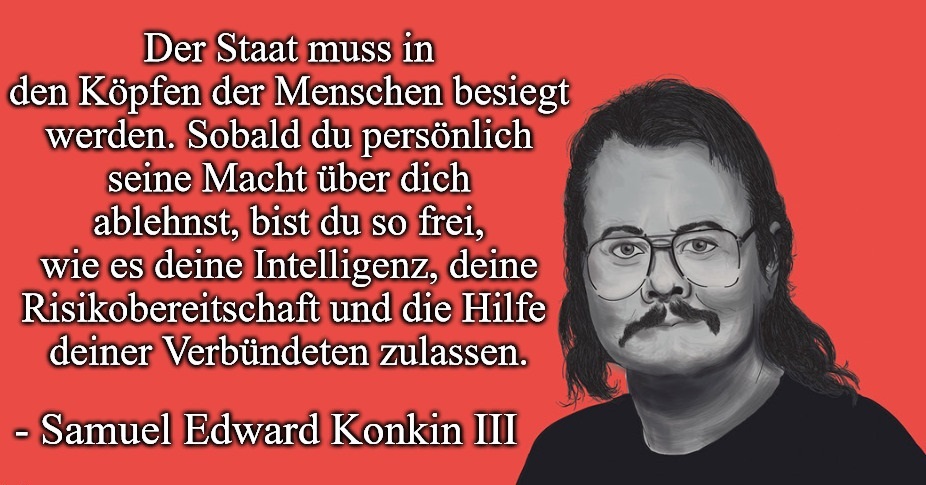 Der Staat muss in
den Köpfen der Menschen besiegt
werden. Sobald du persönlich
seine Macht über dich
ablehnst, bist du so frei,
wie es deine Intelligenz, deine
Risikobereitschaft und die Hilfe
deiner Verbündeten zulassen.
- Samuel Edward Konkin III